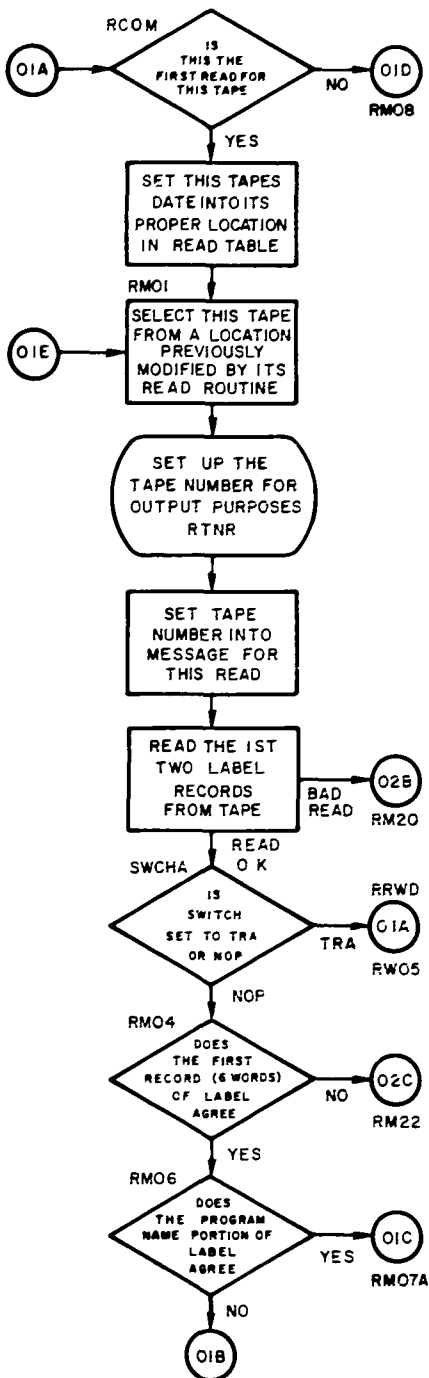 RCOM
01A
IS
THIS THE
FIRST READ FOR
THIS TAPE
NO
01D
RM08
YES
SET THIS TAPES
DATE INTO ITS
PROPER LOCATION
IN READ TABLE
RM01
01E
SELECT THIS TAPE
FROM A LOCATION
PREVIOUSLY
MODIFIED BY ITS
READ ROUTINE
SET UP THE
TAPE NUMBER FOR
OUTPUT PURPOSES
RTNR
SET TAPE
NUMBER INTO
MESSAGE FOR
THIS READ
READ THE 1ST
TWO LABEL
RECORDS
FROM TAPE
BAD
READ
02B
RM20
READ
O K
SWCHA
IS
SWITCH
SET TO TRA
OR NOP
TRA
RRWD
01A
RW05
NOP
RM04
DOES
THE FIRST
RECORD (6 WORDS)
OF LABEL
AGREE
NO
02C
RM22
YES
RM06
DOES
THE PROGRAM
NAME PORTION OF
LABEL
AGREE
YES
01C
RM07A
NO
01B